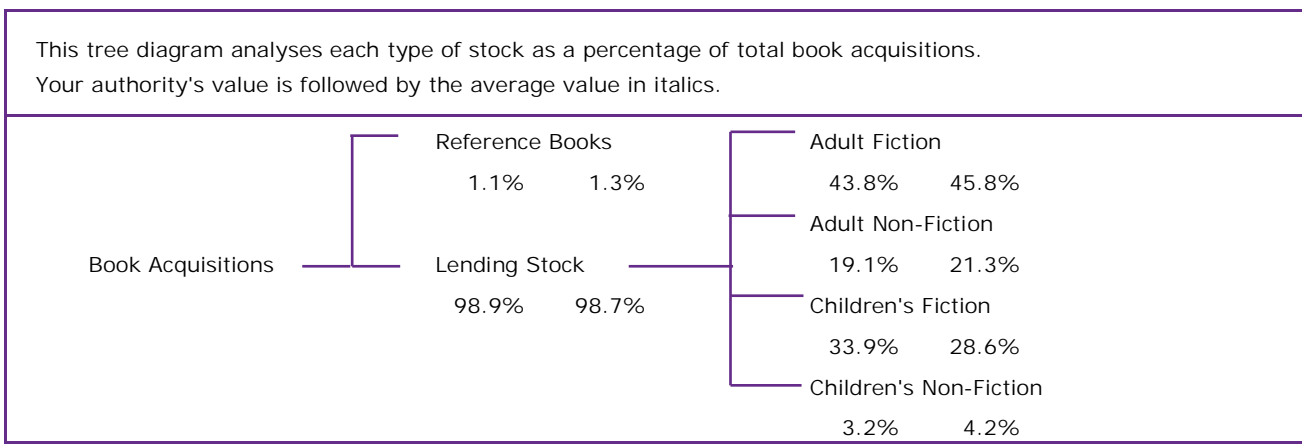 This tree diagram analyses each type of stock as a percentage of total book acquisitions.
Your authority's value is followed by the average value in italics.
Reference Books
1.1% 1.3%
Book Acquisitions
Lending Stock
98.9% 98.7%
Adult Fiction
43.8% 45.8%
Adult Non-Fiction
19.1% 21.3%
Children's Fiction
33.9% 28.6%
Children's Non-Fiction
3.2% 4.2%